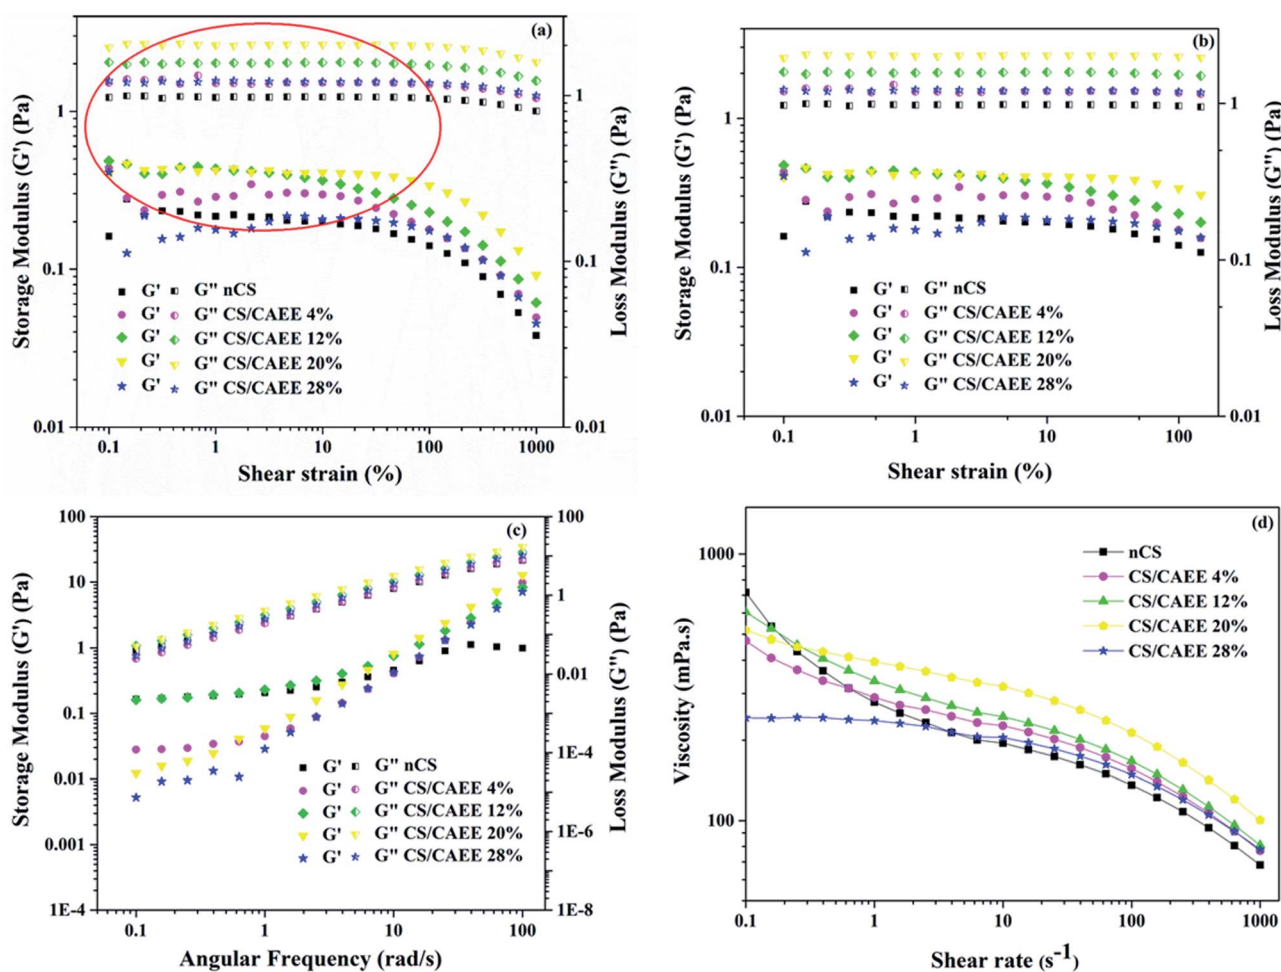 (a)
Storage Modulus (G') (Pa)
1
0.1
0.01
Loss Modulus (G'') (Pa)
1
0.1
0.01
G' G'' nCS
G' G'' CS/CAEE 4%
G' G'' CS/CAEE 12%
G' G'' CS/CAEE 20%
G' G'' CS/CAEE 28%
0.1 1 10 100 1000
Shear strain (%)
(b)
Storage Modulus (G') (Pa)
1
0.1
0.01
Loss Modulus (G'') (Pa)
1
0.1
0.01
G' G'' nCS
G' G'' CS/CAEE 4%
G' G'' CS/CAEE 12%
G' G'' CS/CAEE 20%
G' G'' CS/CAEE 28%
0.1 1 10 100
Shear strain (%)
(c)
Storage Modulus (G') (Pa)
100
10
1
0.1
0.01
0.001
1E-4
Loss Modulus (G'') (Pa)
100
1
0.01
1E-4
1E-6
1E-8
G' G'' nCS
G' G'' CS/CAEE 4%
G' G'' CS/CAEE 12%
G' G'' CS/CAEE 20%
G' G'' CS/CAEE 28%
0.1 1 10 100
Angular Frequency (rad/s)
(d)
Viscosity (mPa.s)
1000
100
nCS
CS/CAEE 4%
CS/CAEE 12%
CS/CAEE 20%
CS/CAEE 28%
0.1 1 10 100 1000
Shear rate (s⁻¹)